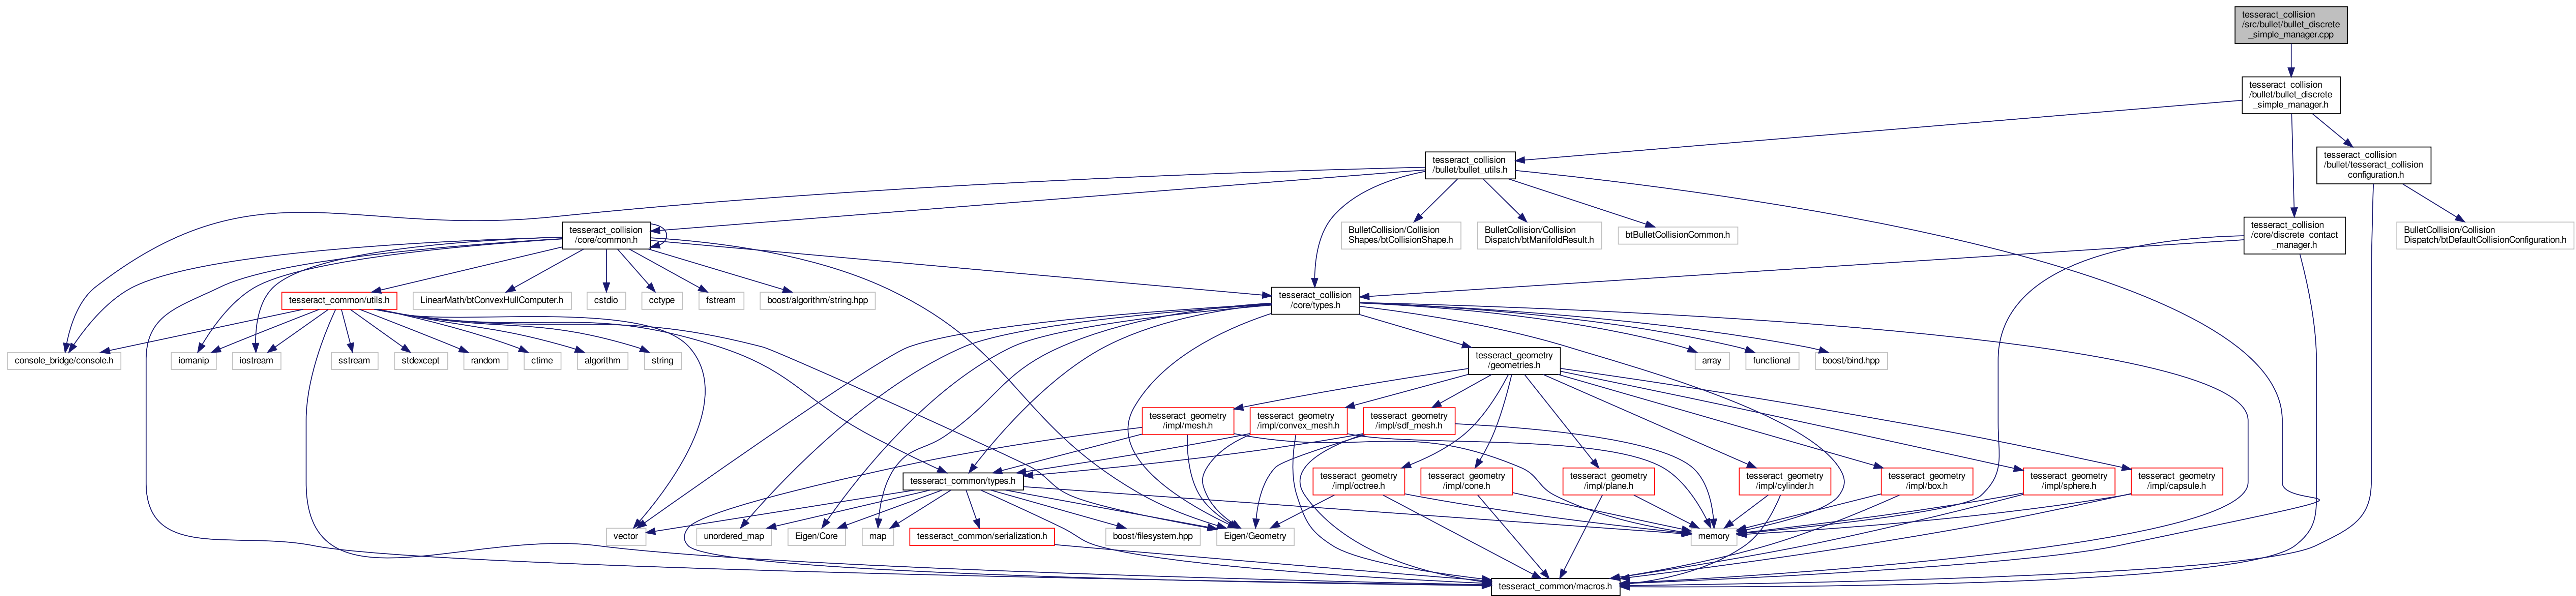 tesseract_collision
/src/bullet/bullet_discrete
_simple_manager.cpp
tesseract_collision
/bullet/bullet_discrete
_simple_manager.h
tesseract_collision
/bullet/bullet_utils.h
tesseract_collision
/bullet/tesseract_collision
_configuration.h
tesseract_collision
/core/common.h
BulletCollision/Collision
Shapes/btCollisionShape.h
BulletCollision/Collision
Dispatch/btManifoldResult.h
btBulletCollisionCommon.h
tesseract_collision
/core/discrete_contact
_manager.h
BulletCollision/Collision
Dispatch/btDefaultCollisionConfiguration.h
tesseract_common/utils.h
LinearMath/btConvexHullComputer.h
cstdio
cctype
fstream
boost/algorithm/string.hpp
tesseract_collision
/core/types.h
console_bridge/console.h
iomanip
iostream
sstream
stdexcept
random
ctime
algorithm
string
tesseract_geometry
/geometries.h
array
functional
boost/bind.hpp
tesseract_geometry
/impl/mesh.h
tesseract_geometry
/impl/convex_mesh.h
tesseract_geometry
/impl/sdf_mesh.h
tesseract_common/types.h
tesseract_geometry
/impl/octree.h
tesseract_geometry
/impl/cone.h
tesseract_geometry
/impl/plane.h
tesseract_geometry
/impl/cylinder.h
tesseract_geometry
/impl/box.h
tesseract_geometry
/impl/sphere.h
tesseract_geometry
/impl/capsule.h
vector
unordered_map
Eigen/Core
map
tesseract_common/serialization.h
boost/filesystem.hpp
Eigen/Geometry
memory
tesseract_common/macros.h